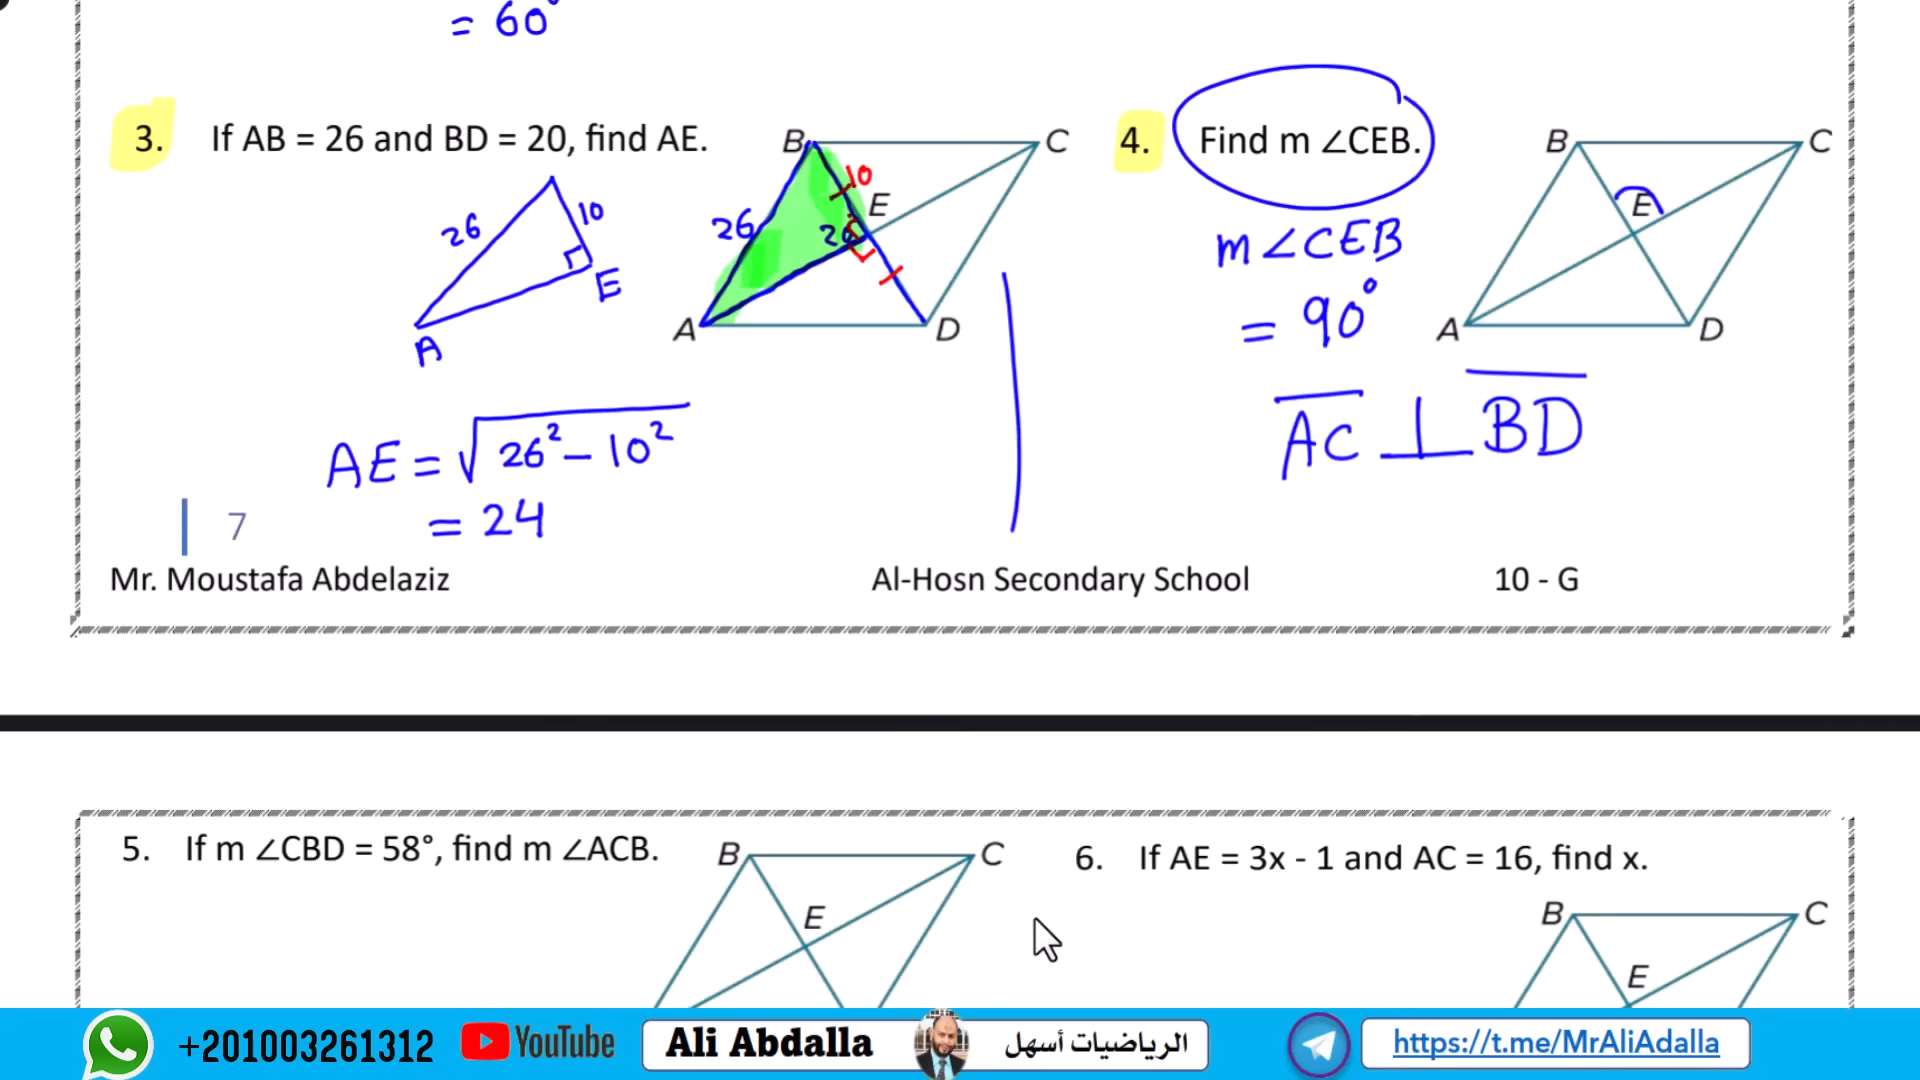 = 60°
3. If AB = 26 and BD = 20, find AE.
26
10
E
A
B
C
10
E
26
26
A
D
AE = √26² – 10²
= 24
4. Find m ∠CEB.
B
C
E
A
D
m ∠CEB
= 90°
AC ⊥ BD
7
Mr. Moustafa Abdelaziz Al-Hosn Secondary School 10 - G
5. If m ∠CBD = 58°, find m ∠ACB.
B
C
E
6. If AE = 3x - 1 and AC = 16, find x.
B
C
E
+201003261312 YouTube Ali Abdalla الرياضيات أسهل https://t.me/MrAliAdalla